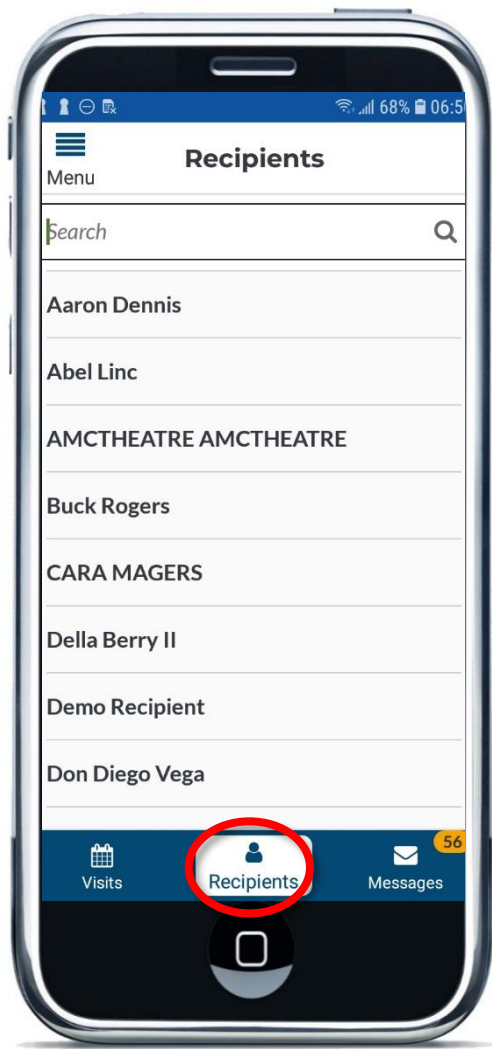 68% 06:5
Menu
Recipients
Search
Aaron Dennis
Abel Linc
AMCTHEATRE AMCTHEATRE
Buck Rogers
CARA MAGERS
Della Berry II
Demo Recipient
Don Diego Vega
56
Visits Recipients Messages